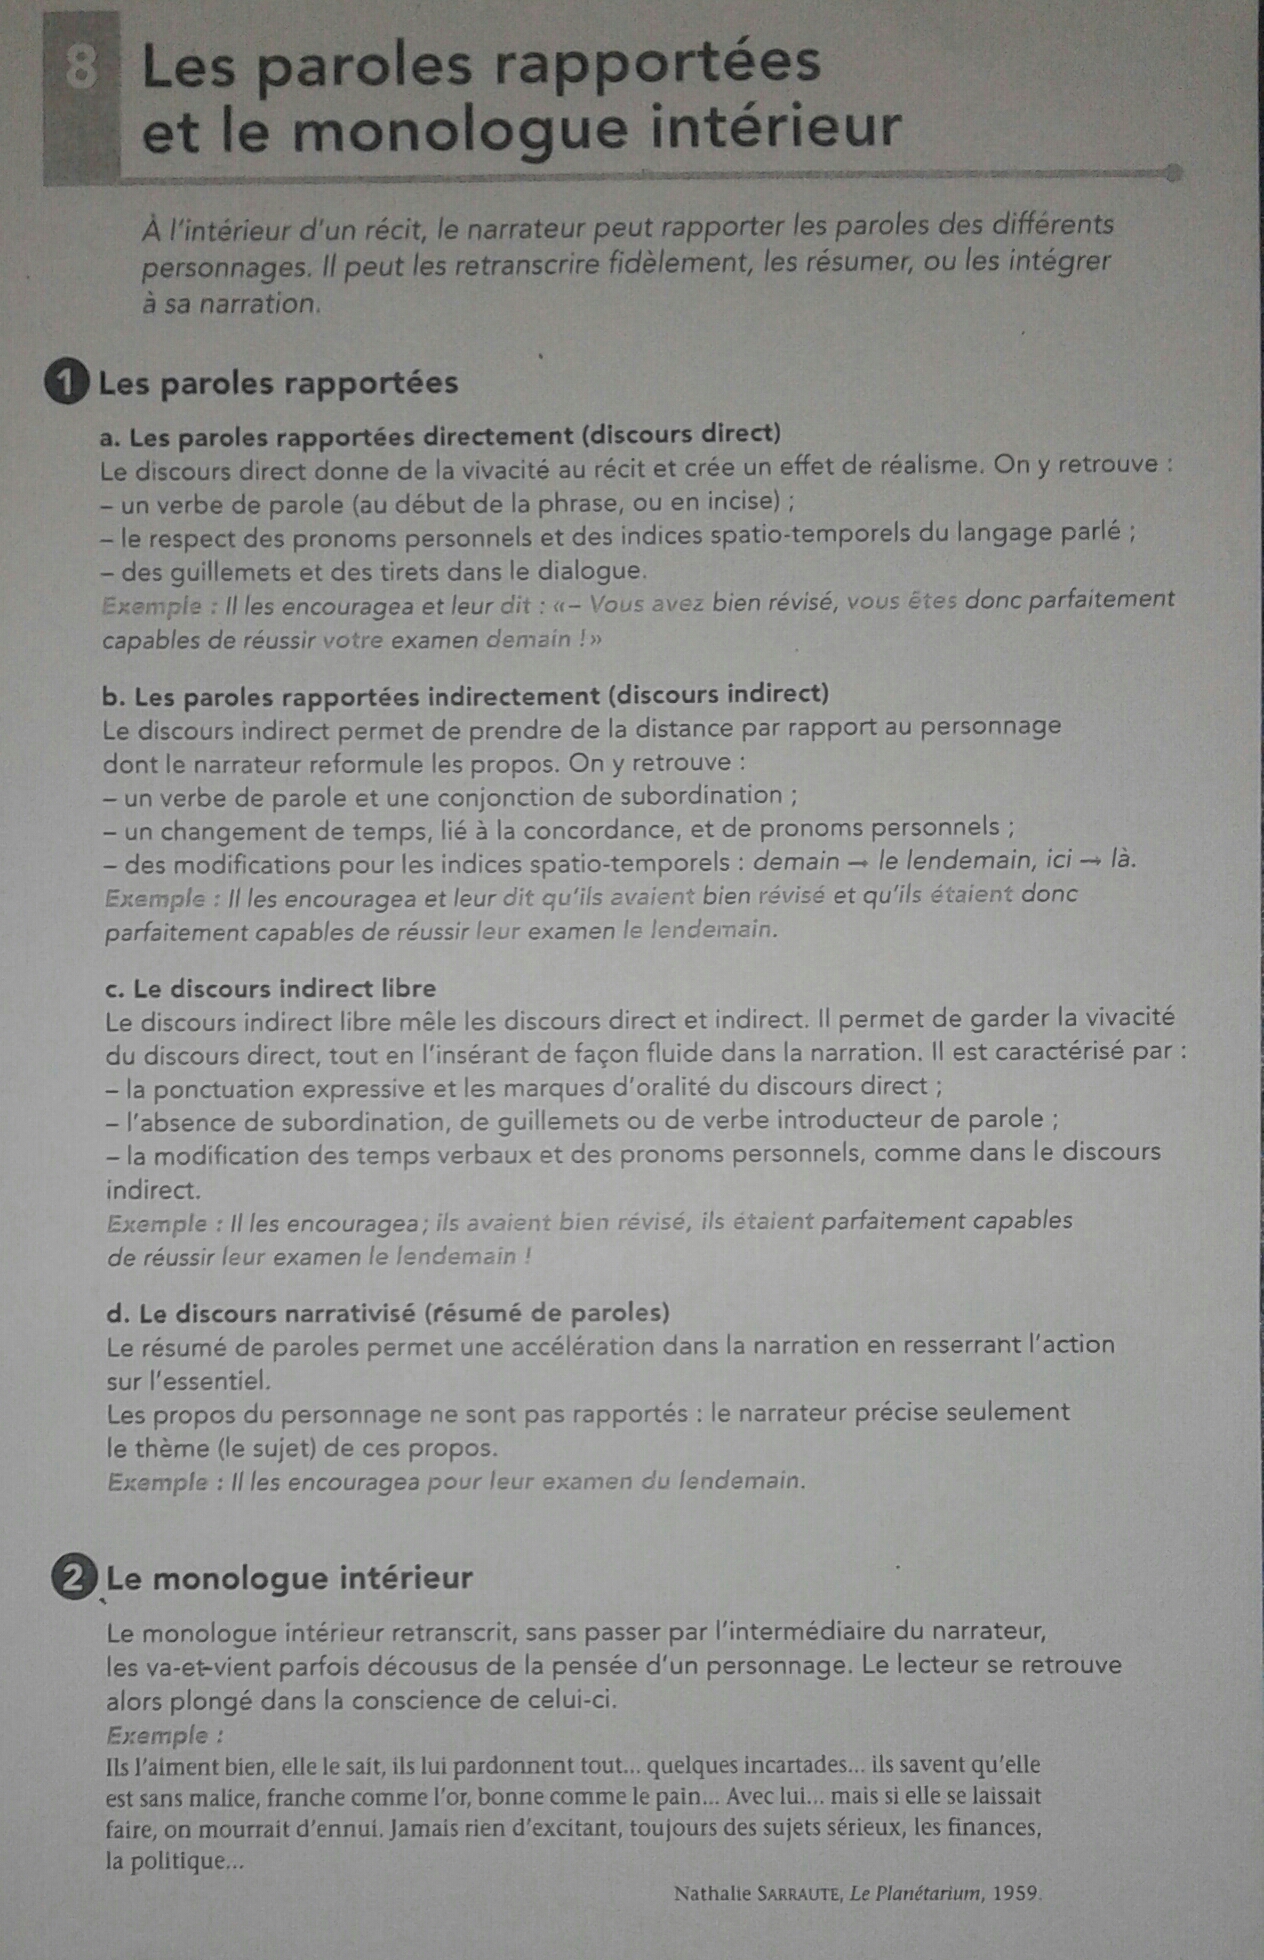 8
Les paroles rapportées
et le monologue intérieur
À l'intérieur d'un récit, le narrateur peut rapporter les paroles des différents
personnages. Il peut les retranscrire fidèlement, les résumer, ou les intégrer
à sa narration.
1 Les paroles rapportées
a. Les paroles rapportées directement (discours direct)
Le discours direct donne de la vivacité au récit et crée un effet de réalisme. On y retrouve :
– un verbe de parole (au début de la phrase, ou en incise) ;
– le respect des pronoms personnels et des indices spatio-temporels du langage parlé ;
– des guillemets et des tirets dans le dialogue.
Exemple : Il les encouragea et leur dit : «– Vous avez bien révisé, vous êtes donc parfaitement
capables de réussir votre examen demain !»
b. Les paroles rapportées indirectement (discours indirect)
Le discours indirect permet de prendre de la distance par rapport au personnage
dont le narrateur reformule les propos. On y retrouve :
– un verbe de parole et une conjonction de subordination ;
– un changement de temps, lié à la concordance, et de pronoms personnels ;
– des modifications pour les indices spatio-temporels : demain → le lendemain, ici → là.
Exemple : Il les encouragea et leur dit qu'ils avaient bien révisé et qu'ils étaient donc
parfaitement capables de réussir leur examen le lendemain.
c. Le discours indirect libre
Le discours indirect libre mêle les discours direct et indirect. Il permet de garder la vivacité
du discours direct, tout en l'insérant de façon fluide dans la narration. Il est caractérisé par :
– la ponctuation expressive et les marques d'oralité du discours direct ;
– l'absence de subordination, de guillemets ou de verbe introducteur de parole ;
– la modification des temps verbaux et des pronoms personnels, comme dans le discours
indirect.
Exemple : Il les encouragea ; ils avaient bien révisé, ils étaient parfaitement capables
de réussir leur examen le lendemain !
d. Le discours narrativisé (résumé de paroles)
Le résumé de paroles permet une accélération dans la narration en resserrant l'action
sur l'essentiel.
Les propos du personnage ne sont pas rapportés : le narrateur précise seulement
le thème (le sujet) de ces propos.
Exemple : Il les encouragea pour leur examen du lendemain.
2 Le monologue intérieur
Le monologue intérieur retranscrit, sans passer par l'intermédiaire du narrateur,
les va-et-vient parfois décousus de la pensée d'un personnage. Le lecteur se retrouve
alors plongé dans la conscience de celui-ci.
Exemple :
Ils l'aiment bien, elle le sait, ils lui pardonnent tout... quelques incartades... ils savent qu'elle
est sans malice, franche comme l'or, bonne comme le pain... Avec lui... mais si elle se laissait
faire, on mourrait d'ennui. Jamais rien d'excitant, toujours des sujets sérieux, les finances,
la politique...
Nathalie SARRAUTE, Le Planétarium, 1959.